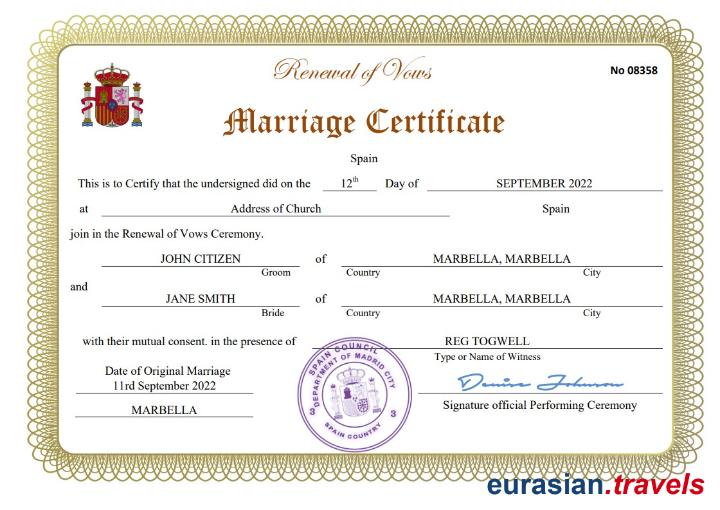 Renewal of Vows
No 08358
Marriage Certificate
Spain
This is to Certify that the undersigned did on the 12th Day of SEPTEMBER 2022
at Address of Church Spain
join in the Renewal of Vows Ceremony.
JOHN CITIZEN of MARBELLA, MARBELLA
Groom Country City
and
JANE SMITH of MARBELLA, MARBELLA
Bride Country City
with their mutual consent. in the presence of REG TOGWELL
Type or Name of Witness
Date of Original Marriage
11rd September 2022
Denise Johnson
MARBELLA
Signature official Performing Ceremony
SPAIN COUNCIL
DEPARTMENT OF MADRID CITY
3 3
SPAIN COUNTRY
eurasian.travels